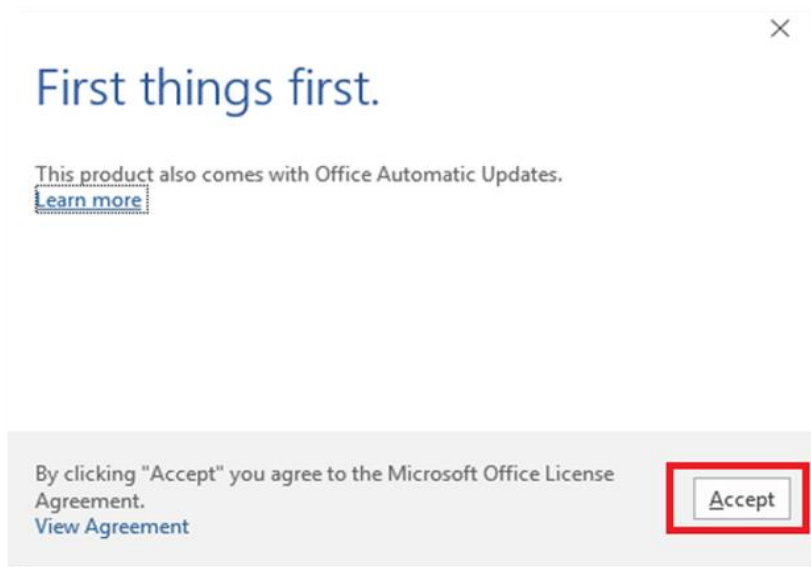 First things first.
This product also comes with Office Automatic Updates.
Learn more
By clicking "Accept" you agree to the Microsoft Office License
Agreement.
View Agreement
Accept